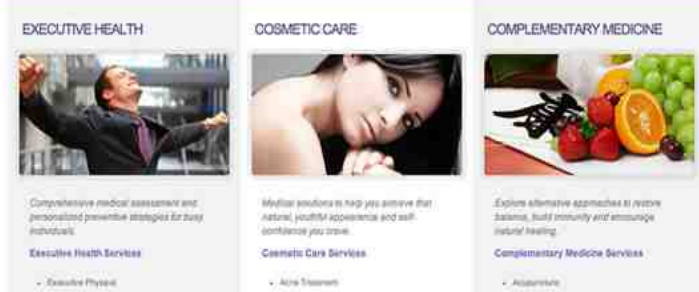 EXECUTIVE HEALTH
Comprehensive medical assessment and
personalized preventive strategies for busy
individuals.
Executive Health Services
Executive Physical
COSMETIC CARE
Medical solutions to help you achieve that
natural, youthful appearance and self-
confidence you crave.
Cosmetic Care Services
Acne Treatment
COMPLEMENTARY MEDICINE
Explore alternative approaches to restore
balance, build immunity and encourage
natural healing.
Complementary Medicine Services
Acupuncture